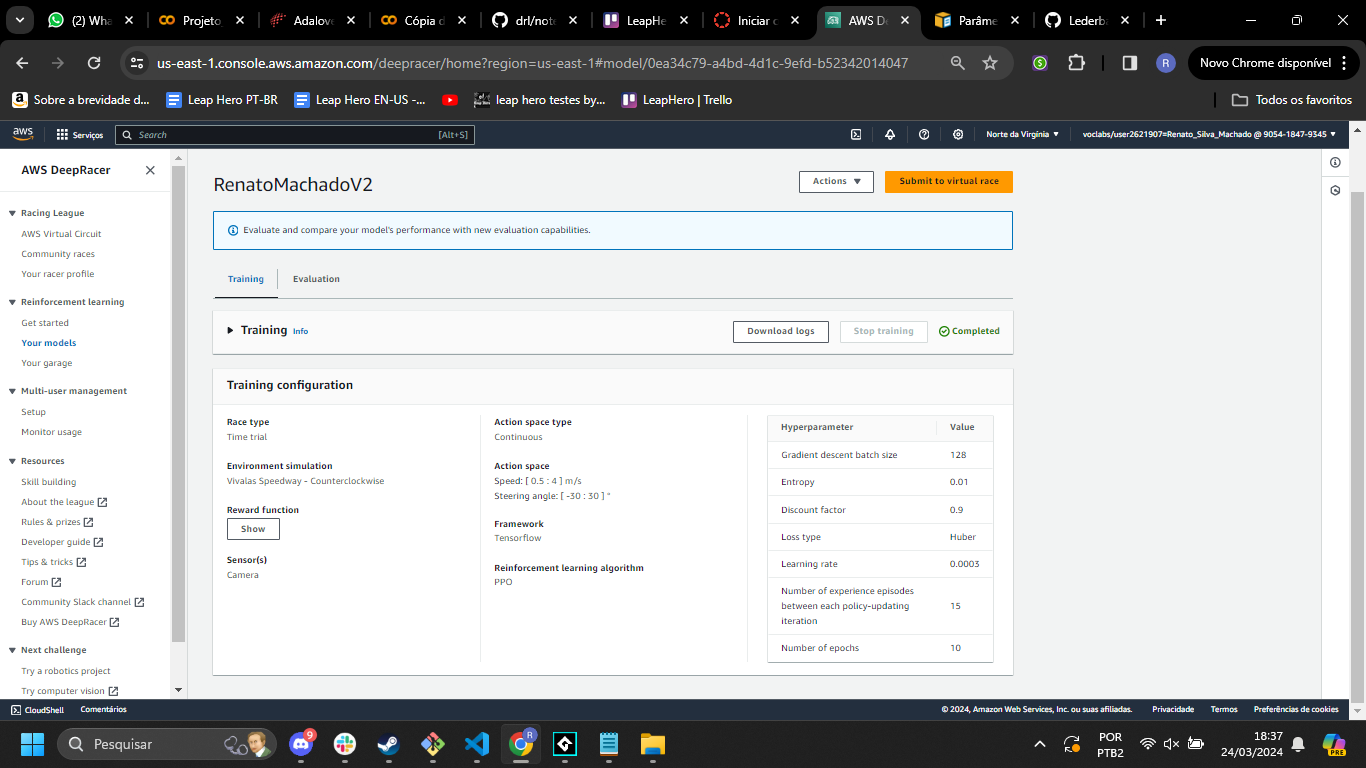 (2) Wha
Projeto
Adalove
Cópia d
drl/note
LeapHe
Iniciar c
AWS De
Parâme
Lederba
us-east-1.console.aws.amazon.com/deepracer/home?region=us-east-1#model/0ea34c79-a4bd-4d1c-9efd-b52342014047
R
Novo Chrome disponível
Sobre a brevidade d...
Leap Hero PT-BR
Leap Hero EN-US -...
leap hero testes by...
LeapHero | Trello
Todos os favoritos
aws
Serviços
Search
[Alt+S]
Norte da Virgínia
voclabs/user2621907=Renato_Silva_Machado @ 9054-1847-9345
AWS DeepRacer
Racing League
AWS Virtual Circuit
Community races
Your racer profile
Reinforcement learning
Get started
Your models
Your garage
Multi-user management
Setup
Monitor usage
Resources
Skill building
About the league
Rules & prizes
Developer guide
Tips & tricks
Forum
Community Slack channel
Buy AWS DeepRacer
Next challenge
Try a robotics project
Try computer vision
RenatoMachadoV2
Actions
Submit to virtual race
Evaluate and compare your model's performance with new evaluation capabilities.
Training
Evaluation
Training Info
Download logs
Stop training
Completed
Training configuration
Race type
Time trial
Environment simulation
Vivalas Speedway - Counterclockwise
Reward function
Show
Sensor(s)
Camera
Action space type
Continuous
Action space
Speed: [ 0.5 : 4 ] m/s
Steering angle: [ -30 : 30 ] °
Framework
Tensorflow
Reinforcement learning algorithm
PPO
Hyperparameter Value
Gradient descent batch size 128
Entropy 0.01
Discount factor 0.9
Loss type Huber
Learning rate 0.0003
Number of experience episodes
between each policy-updating 15
iteration
Number of epochs 10
CloudShell
Comentários
© 2024, Amazon Web Services, Inc. ou suas afiliadas.
Privacidade
Termos
Preferências de cookies
Pesquisar
9
R
POR
PTB2
18:37
24/03/2024
PRE